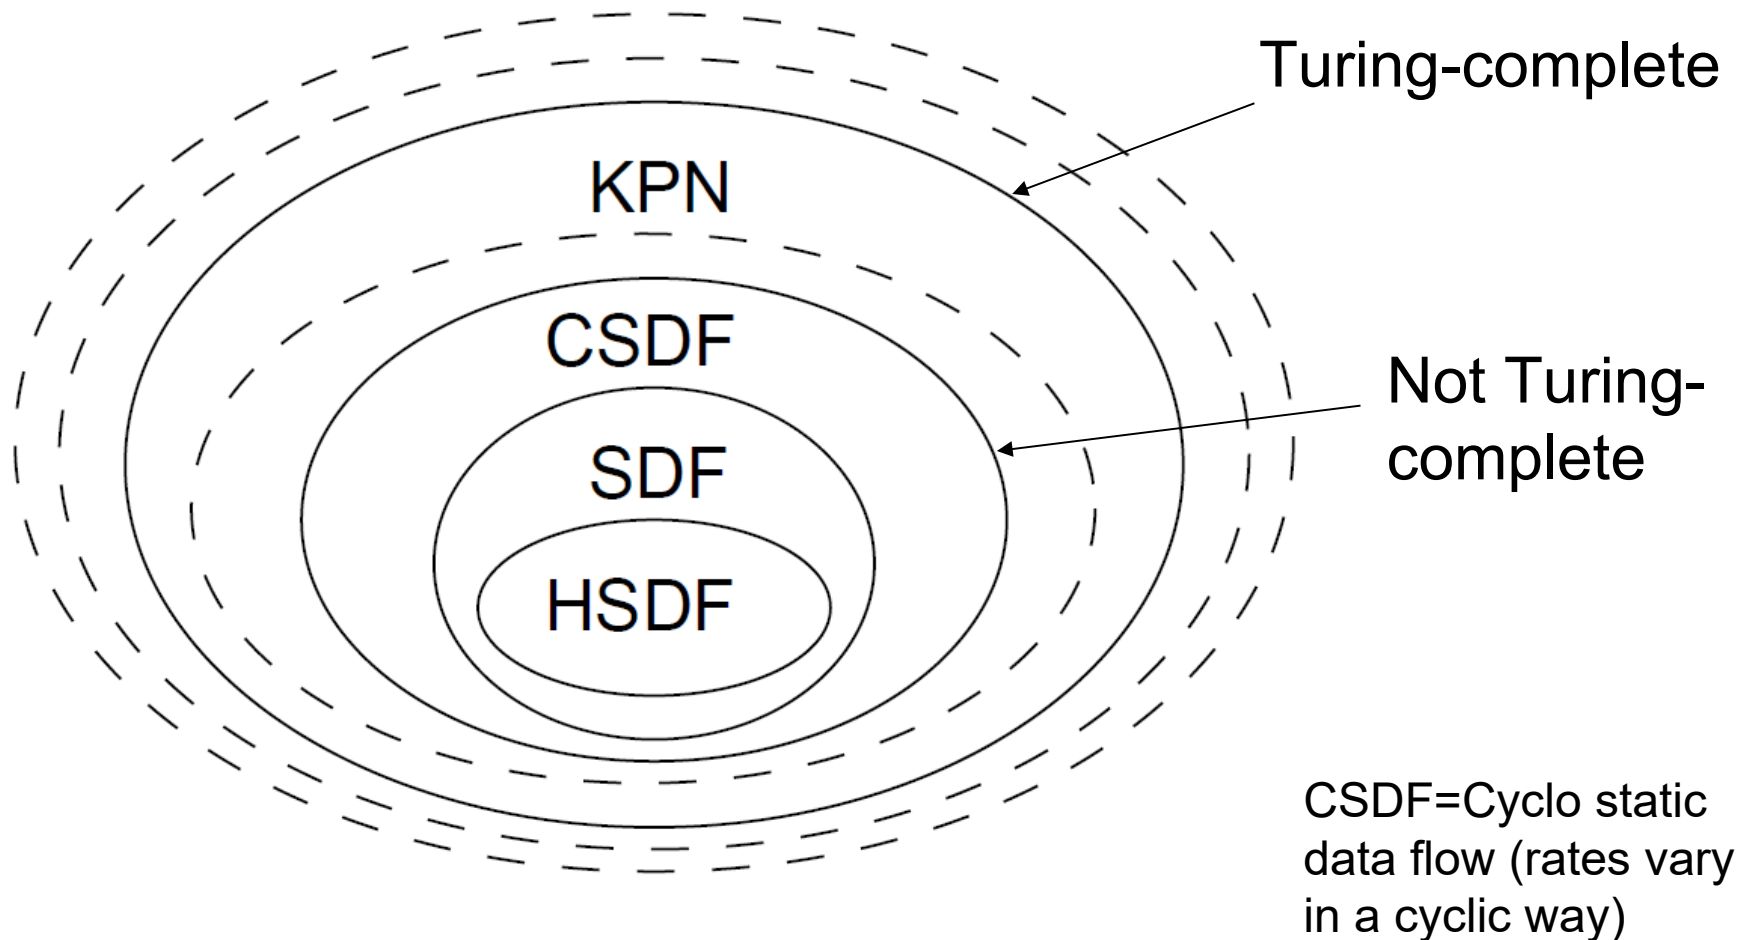 Turing-complete
KPN
CSDF
Not Turing-
complete
SDF
HSDF
CSDF=Cyclo static
data flow (rates vary
in a cyclic way)